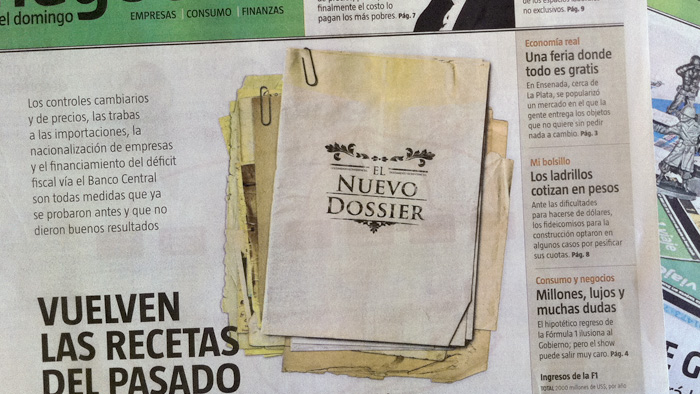 el domingo
EMPRESAS | CONSUMO | FINANZAS
finalmente el costo lo
pagan los más pobres. Pág. 7
no exclusivos. Pág. 9
Los controles cambiarios
y de precios, las trabas
a las importaciones, la
nacionalización de empresas
y el financiamiento del déficit
fiscal vía el Banco Central
son todas medidas que ya
se probaron antes y que no
dieron buenos resultados
EL
NUEVO
DOSSIER
VUELVEN
LAS RECETAS
DEL PASADO
Economía real
Una feria donde
todo es gratis
En Ensenada, cerca de
La Plata, se popularizó
un mercado en el que la
gente entrega los objetos
que no quiere sin pedir
nada a cambio. Pág. 3
Mi bolsillo
Los ladrillos
cotizan en pesos
Ante las dificultades
para hacerse de dólares,
los fideicomisos para la
construcción optaron en
algunos casos por pesificar
sus cuotas. Pág. 8
Consumo y negocios
Millones, lujos y
muchas dudas
El hipotético regreso de
la Fórmula 1 ilusiona al
Gobierno; pero el show
puede salir muy caro. Pág. 4
Ingresos de la F1
TOTAL 2000 millones de US$, por año